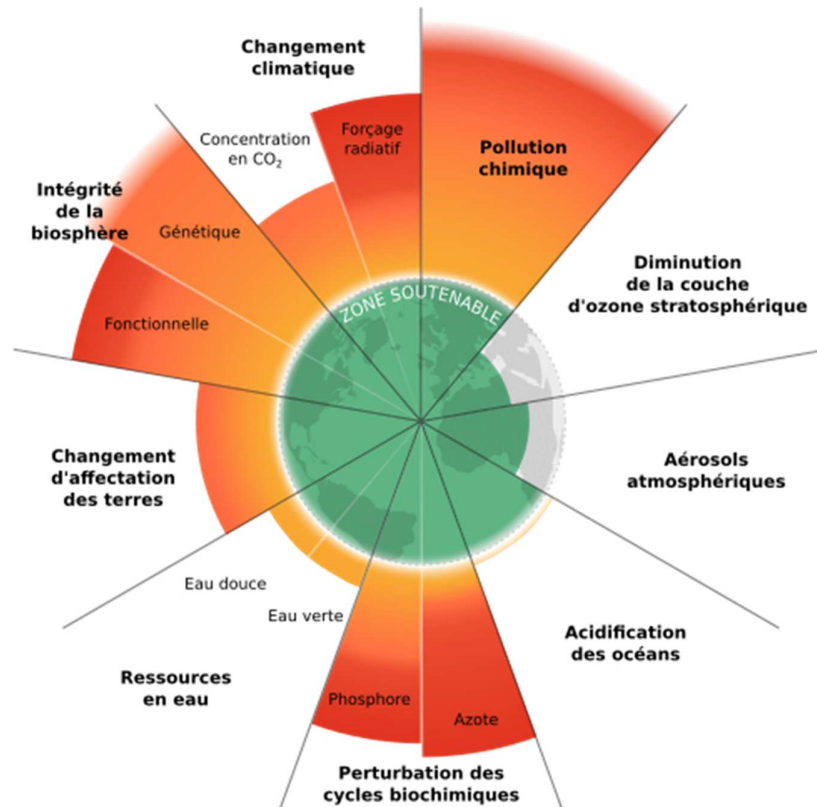 Changement
climatique
Concentration
en CO₂
Forçage
radiatif
Pollution
chimique
Intégrité
de la
biosphère
Génétique
Fonctionnelle
Diminution
de la couche
d'ozone stratosphérique
ZONE SOUTENABLE
Changement
d'affectation
des terres
Aérosols
atmosphériques
Eau douce
Eau verte
Acidification
des océans
Ressources
en eau
Phosphore
Azote
Perturbation des
cycles biochimiques